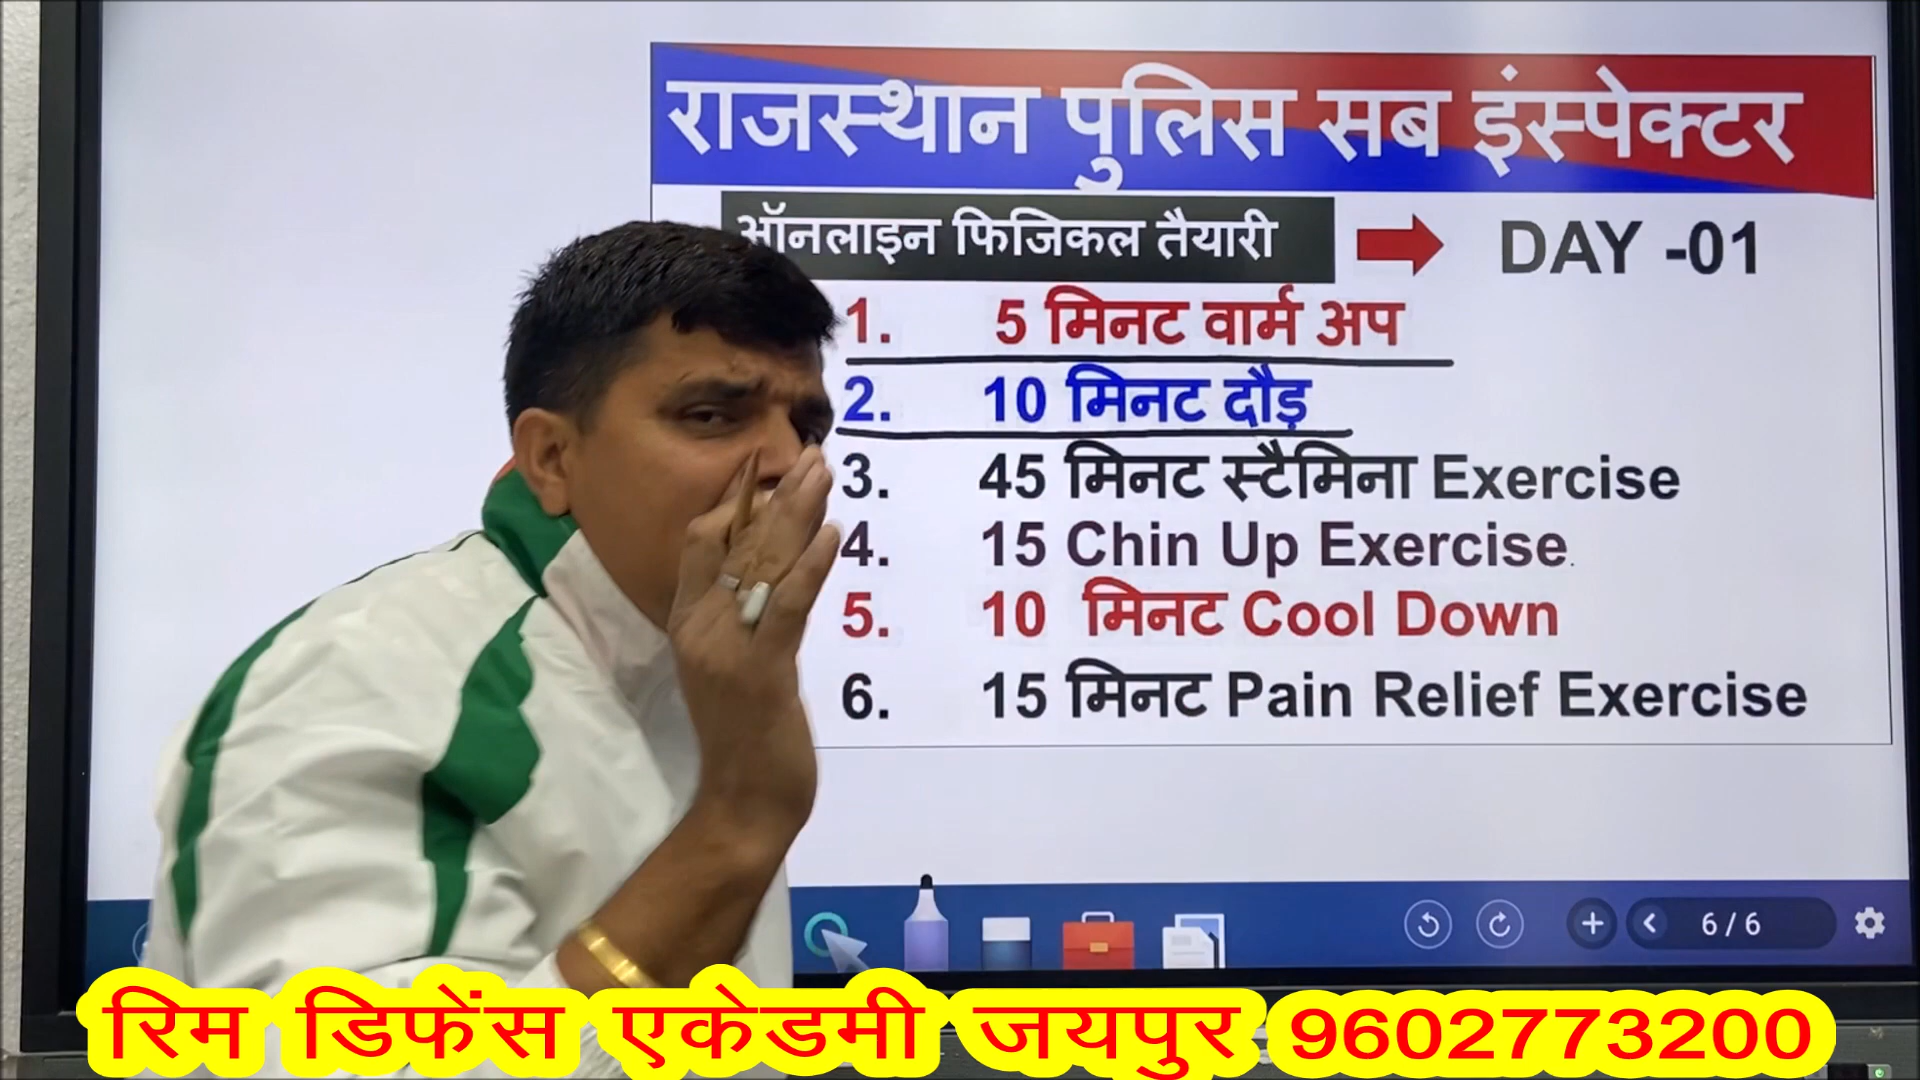 राजस्थान पुलिस सब इंस्पेक्टर
ऑनलाइन फिजिकल तैयारी DAY -01
1. 5 मिनट वार्म अप
2. 10 मिनट दौड़
3. 45 मिनट स्टैमिना Exercise
4. 15 Chin Up Exercise.
5. 10 मिनट Cool Down
6. 15 मिनट Pain Relief Exercise
6 / 6
रिम डिफेंस एकेडमी जयपुर 9602773200